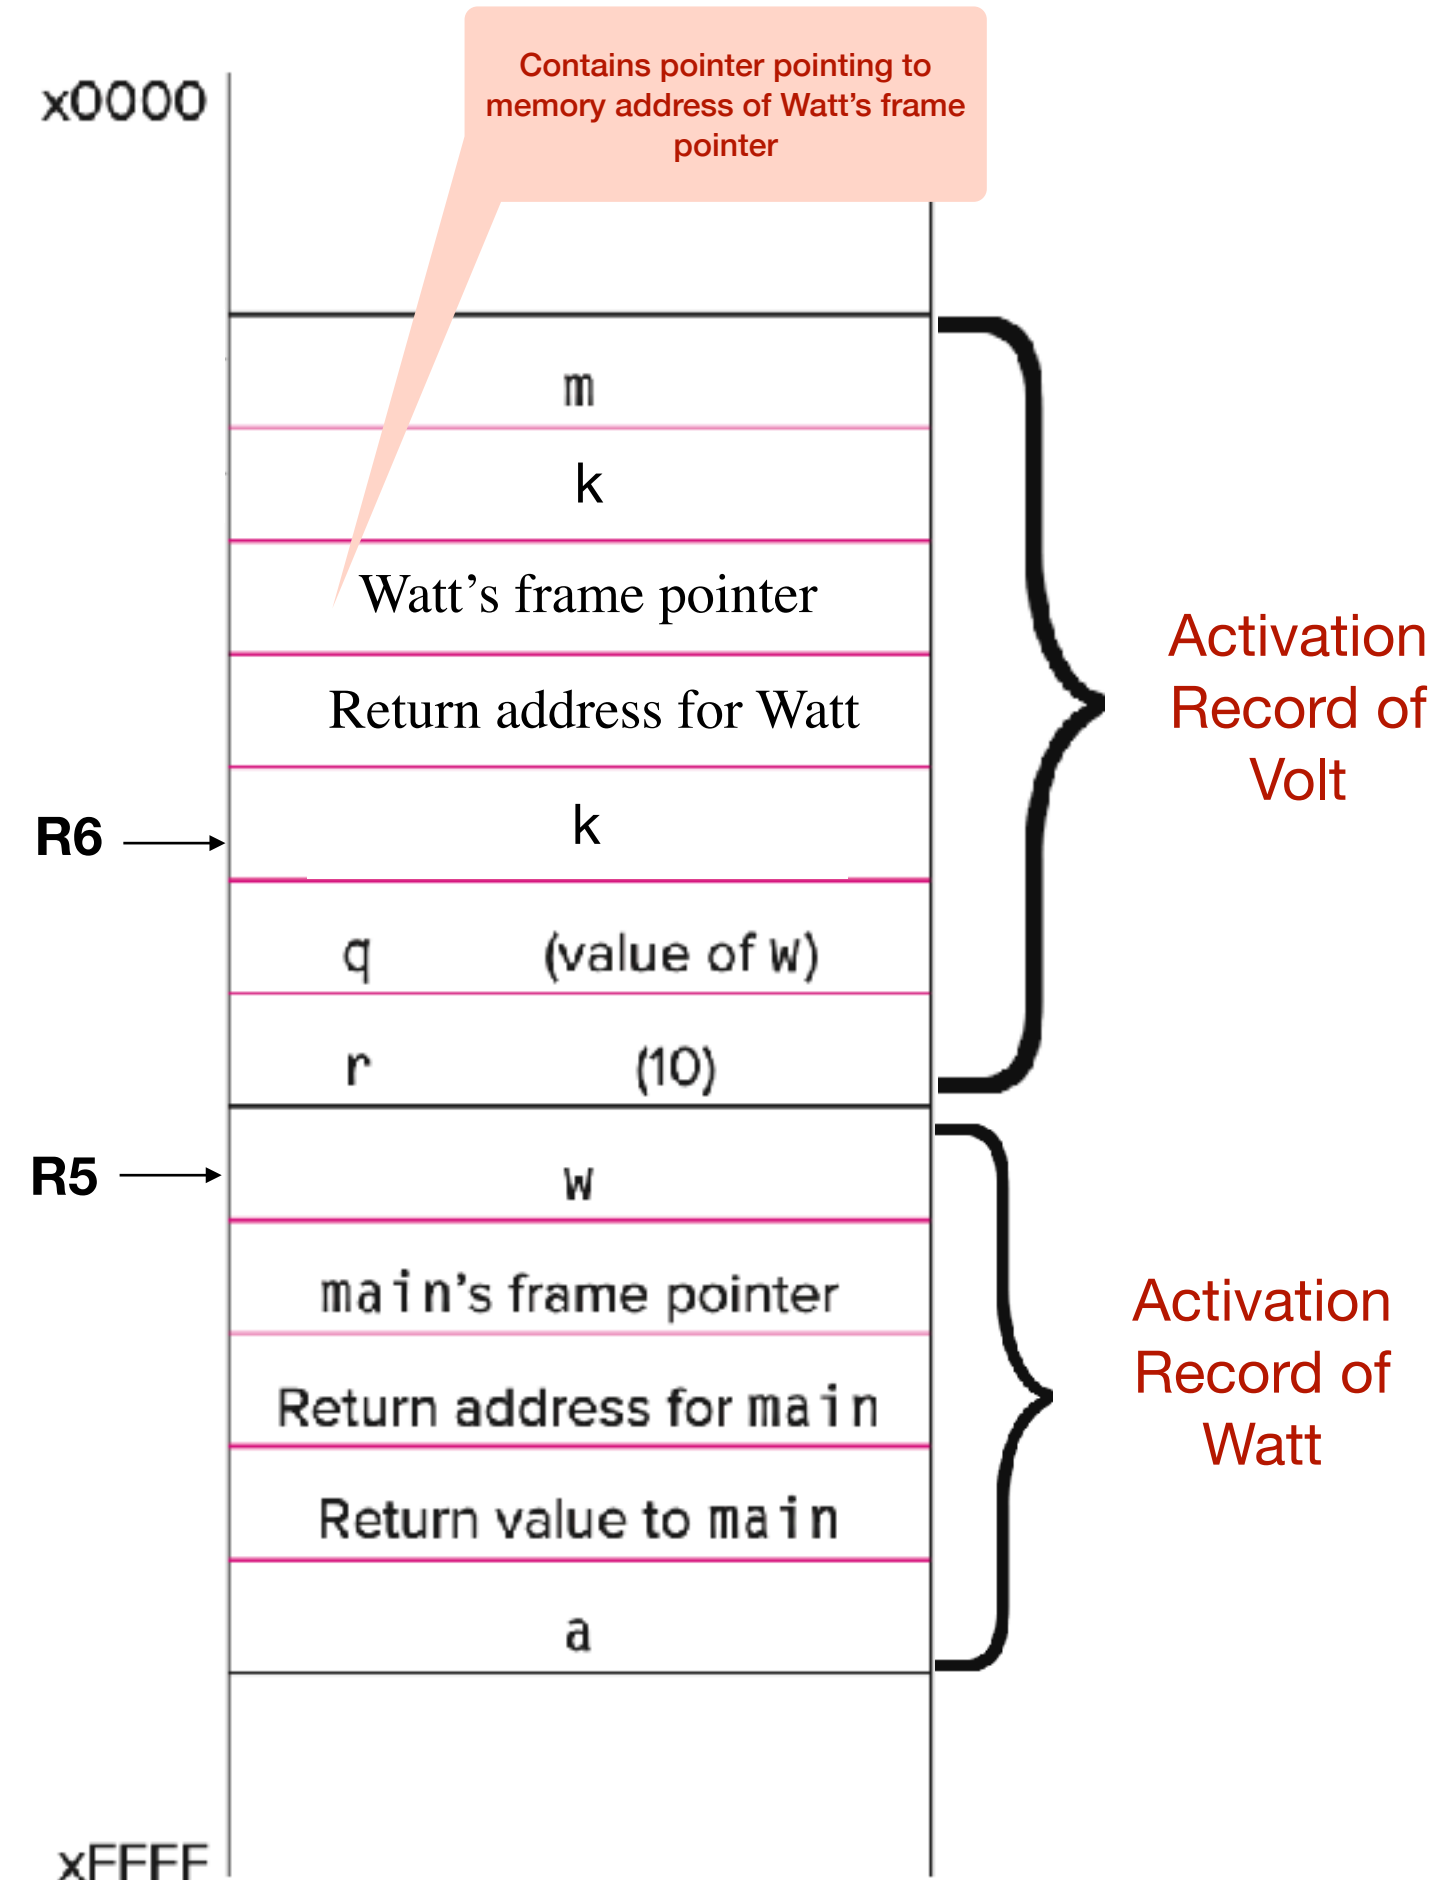 Contains pointer pointing to
memory address of Watt’s frame
pointer
x0000
m
k
Watt’s frame pointer
Return address for Watt
Activation
Record of
Volt
R6
k
q (value of w)
r (10)
R5
w
main’s frame pointer
Return address for main
Return value to main
a
Activation
Record of
Watt
xFFFF